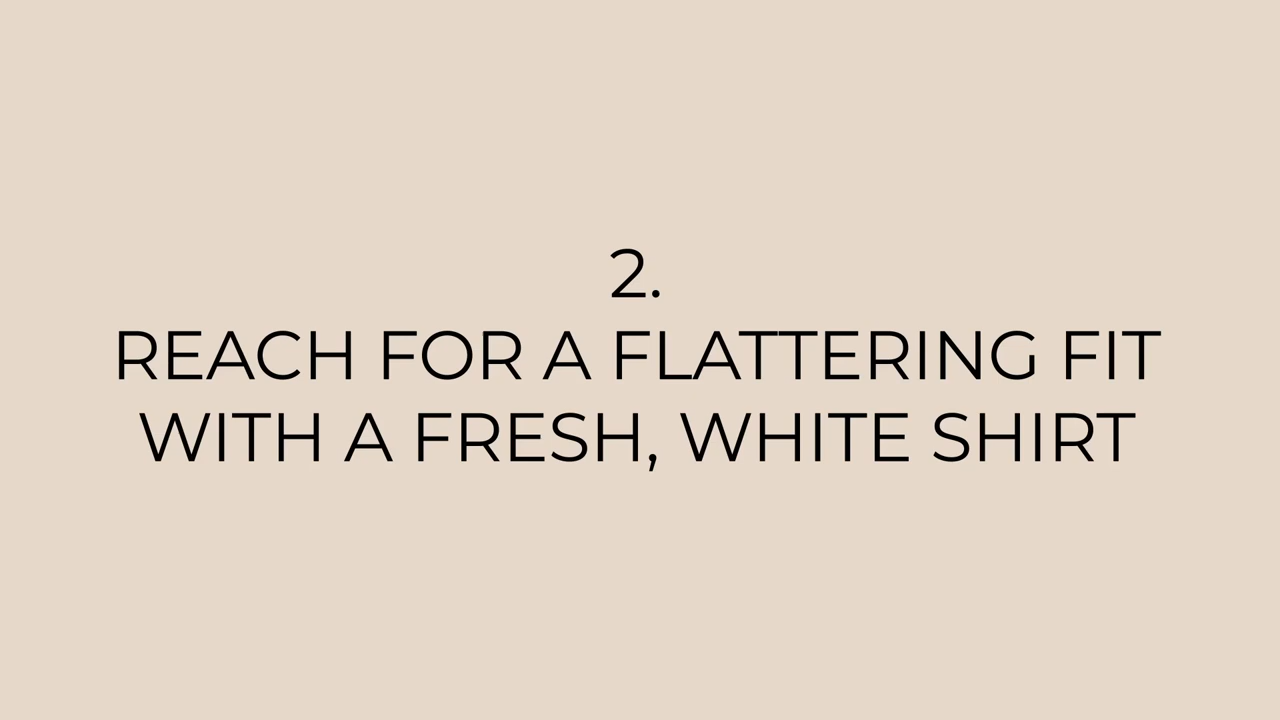 2.
REACH FOR A FLATTERING FIT
WITH A FRESH, WHITE SHIRT